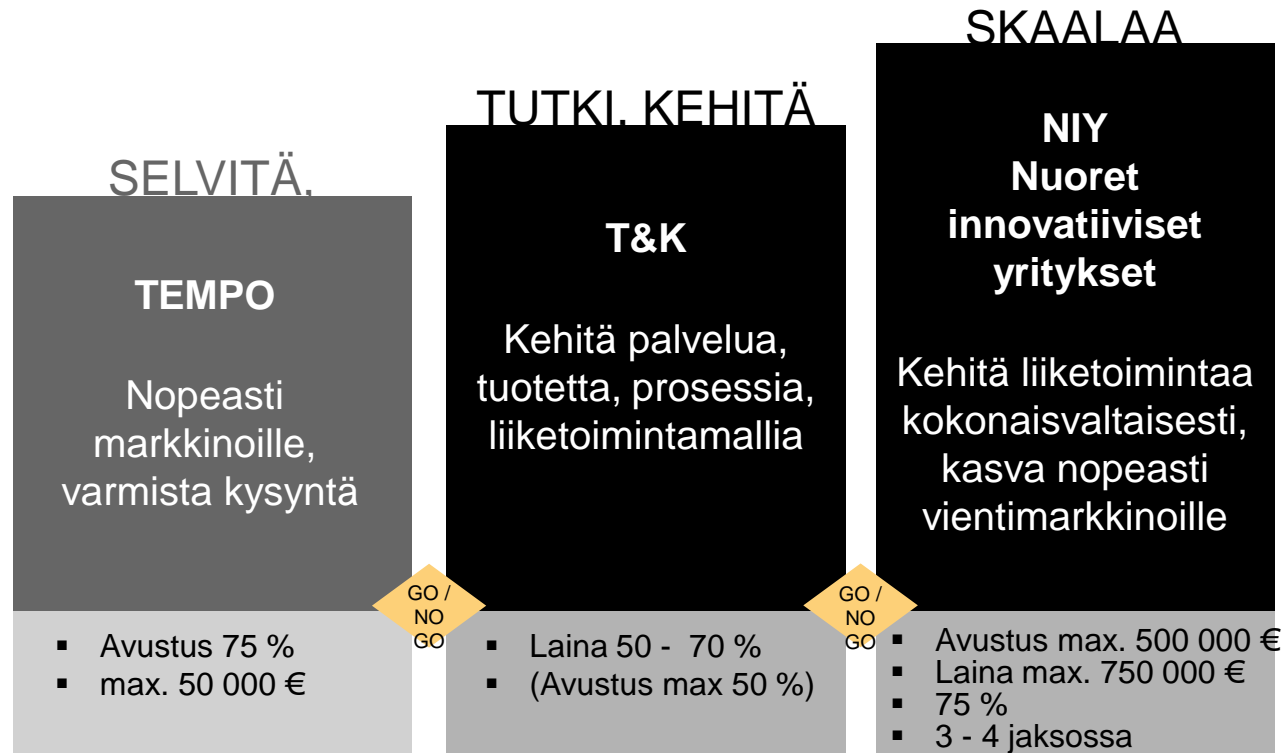 SELVITÄ,
TEMPO
Nopeasti
markkinoille,
varmista kysyntä
▪ Avustus 75 %
▪ max. 50 000 €
GO /
NO
GO
TUTKI, KEHITÄ
T&K
Kehitä palvelua,
tuotetta, prosessia,
liiketoimintamallia
▪ Laina 50 - 70 %
▪ (Avustus max 50 %)
GO /
NO
GO
SKAALAA
NIY
Nuoret
innovatiiviset
yritykset
Kehitä liiketoimintaa
kokonaisvaltaisesti,
kasva nopeasti
vientimarkkinoille
▪ Avustus max. 500 000 €
▪ Laina max. 750 000 €
▪ 75 %
▪ 3 - 4 jaksossa